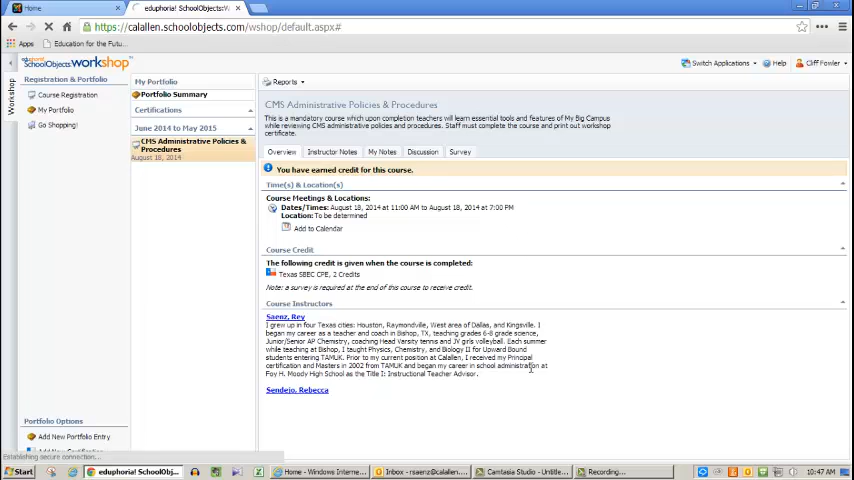 Home
eduphoria! SchoolObjects:W
https://calallen.schoolobjects.com/wshop/default.aspx#
Apps
Education for the Futu...
eduphoria!
SchoolObjects
workshop
Switch Applications
Help
Cliff Fowler
Workshop
Registration & Portfolio
Course Registration
My Portfolio
Go Shopping!
Portfolio Options
Add New Portfolio Entry
My Portfolio
Portfolio Summary
Certifications
June 2014 to May 2015
CMS Administrative Policies &
Procedures
August 18, 2014
Reports
CMS Administrative Policies & Procedures
This is a mandatory course which upon completion teachers will learn essential tools and features of My Big Campus
while reviewing CMS administrative policies and procedures. Staff must complete the course and print out workshop
certificate.
Overview
Instructor Notes
My Notes
Discussion
Survey
You have earned credit for this course.
Time(s) & Location(s)
Course Meetings & Locations:
Dates/Times: August 18, 2014 at 11:00 AM to August 18, 2014 at 7:00 PM
Location: To be determined
Add to Calendar
Course Credit
The following credit is given when the course is completed:
Texas SBEC CPE, 2 Credits
Note: a survey is required at the end of this course to receive credit.
Course Instructors
Saenz, Rey
I grew up in four Texas cities: Houston, Raymondville, West area of Dallas, and Kingsville. I
began my career as a teacher and coach in Bishop, TX, teaching grades 6-8 grade science,
Junior/Senior AP Chemistry, coaching Head Varsity tennis and JV girls volleyball. Each summer
while teaching at Bishop, I taught Physics, Chemistry, and Biology II for Upward Bound
students entering TAMUK. Prior to my current position at Calallen, I received my Principal
certification and Masters in 2002 from TAMUK and began my career in school administration at
Foy H. Moody High School as the Title I: Instructional Teacher Advisor.
Sendejo, Rebecca
Establishing secure connection...
Start
eduphoria! SchoolObj...
Home - Windows Interne...
Inbox - rsaenz@calallen....
Camtasia Studio - Untitle...
Recording...
10:47 AM